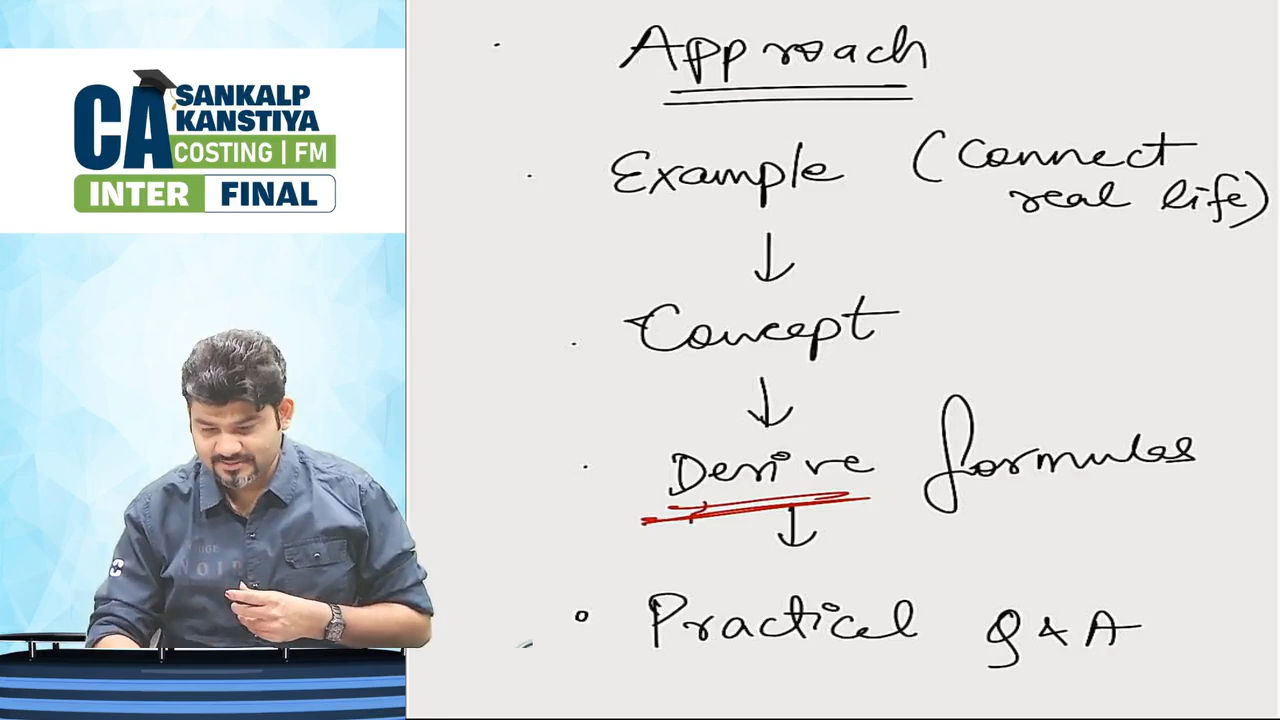 CA SANKALP
KANSTIYA
COSTING | FM
INTER FINAL
Approach
Example (connect
real life)
↓
Concept
↓
Derive formulas
↓
Practical Q & A